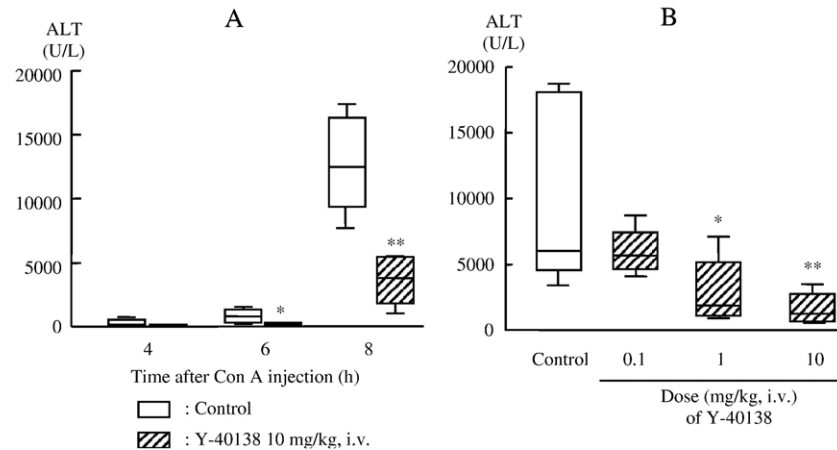 A
ALT
(U/L)
20000
15000
10000
5000
0
**
*
4 6 8
Time after Con A injection (h)
: Control
: Y-40138 10 mg/kg, i.v.
B
ALT
(U/L)
20000
15000
10000
5000
0
*
**
Control 0.1 1 10
Dose (mg/kg, i.v.)
of Y-40138